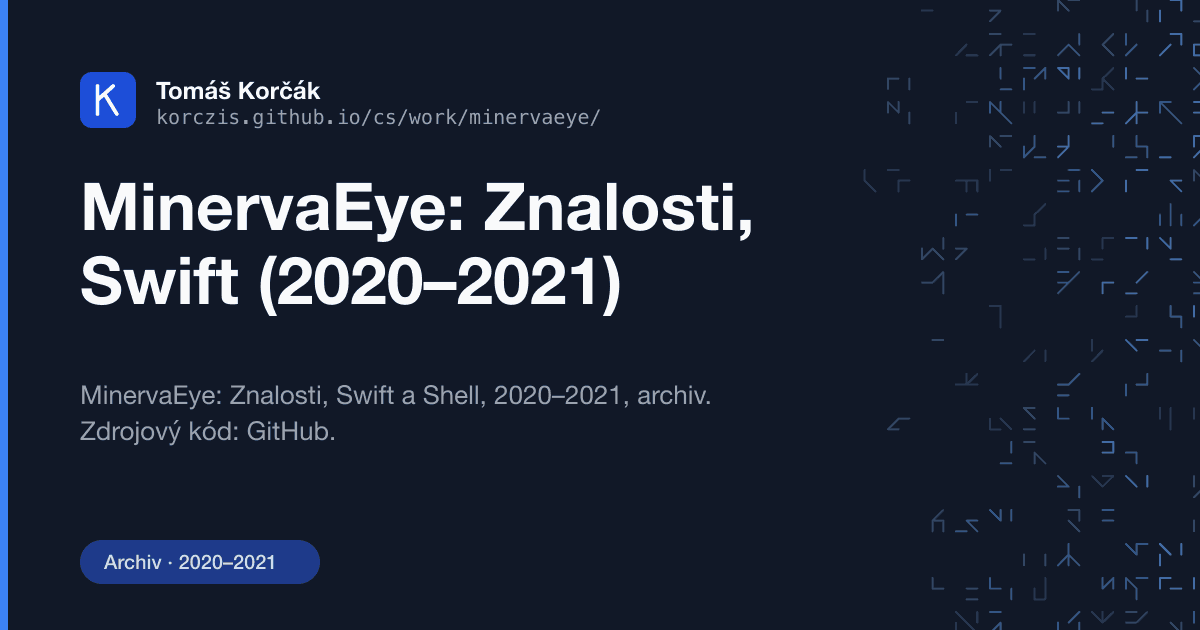 K
Tomáš Korčák
korczis.github.io/cs/work/minervaeye/
MinervaEye: Znalosti,
Swift (2020–2021)
MinervaEye: Znalosti, Swift a Shell, 2020–2021, archiv.
Zdrojový kód: GitHub.
Archiv · 2020–2021